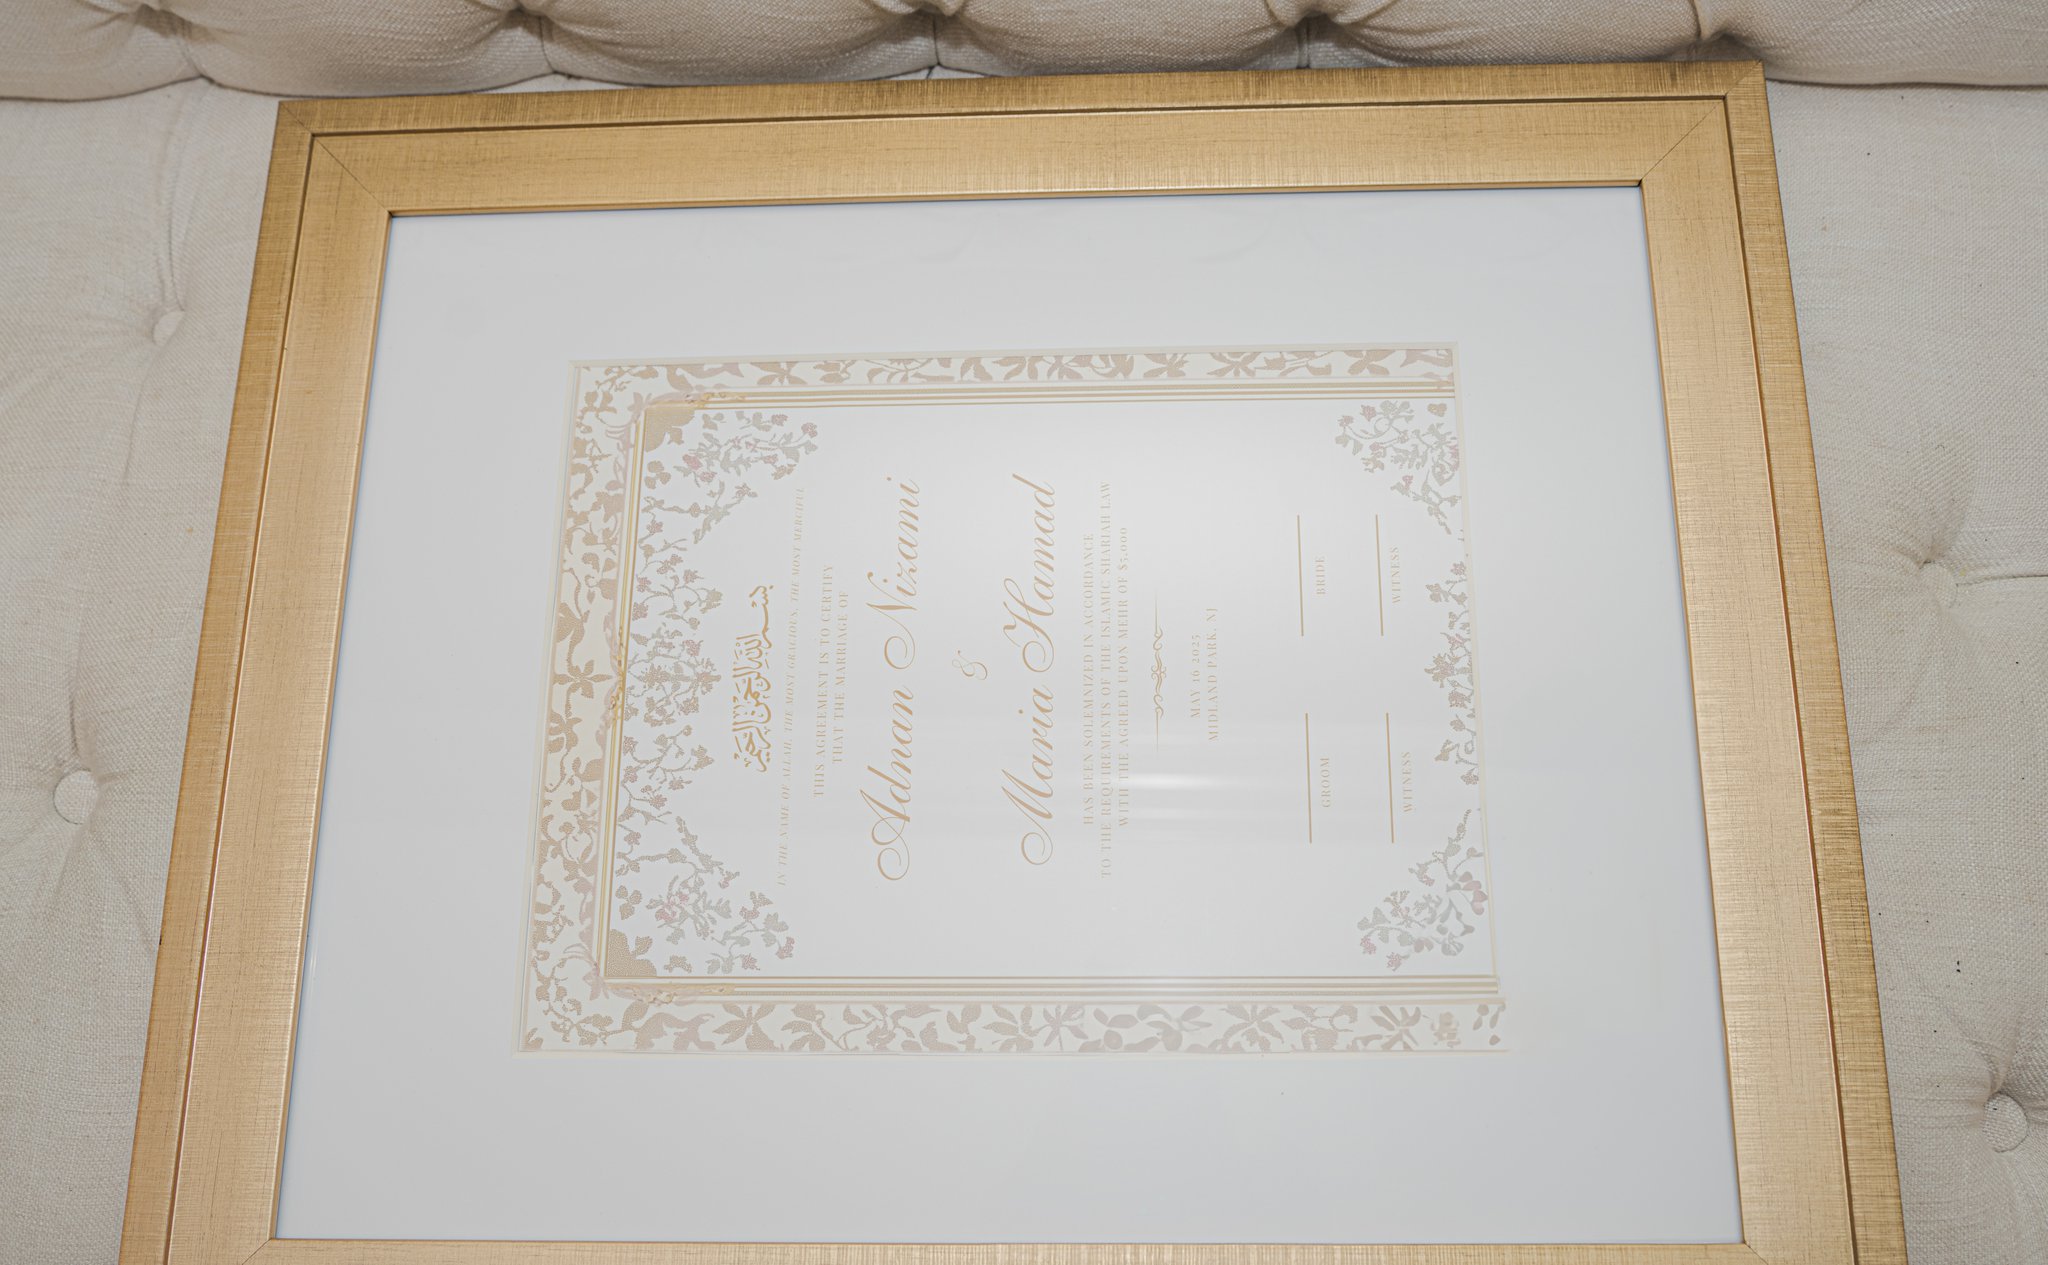 بسم الله الرحمن الرحيم
IN THE NAME OF ALLAH, THE MOST GRACIOUS, THE MOST MERCIFUL
THIS AGREEMENT IS TO CERTIFY
THAT THE MARRIAGE OF
Adnan Nizami
&
Maria Hamad
HAS BEEN SOLEMNIZED IN ACCORDANCE
TO THE REQUIREMENTS OF THE ISLAMIC SHARIAH LAW
WITH THE AGREED UPON MEHR OF $5,000
MAY 16 2025
MIDLAND PARK, NJ
GROOM BRIDE
WITNESS WITNESS